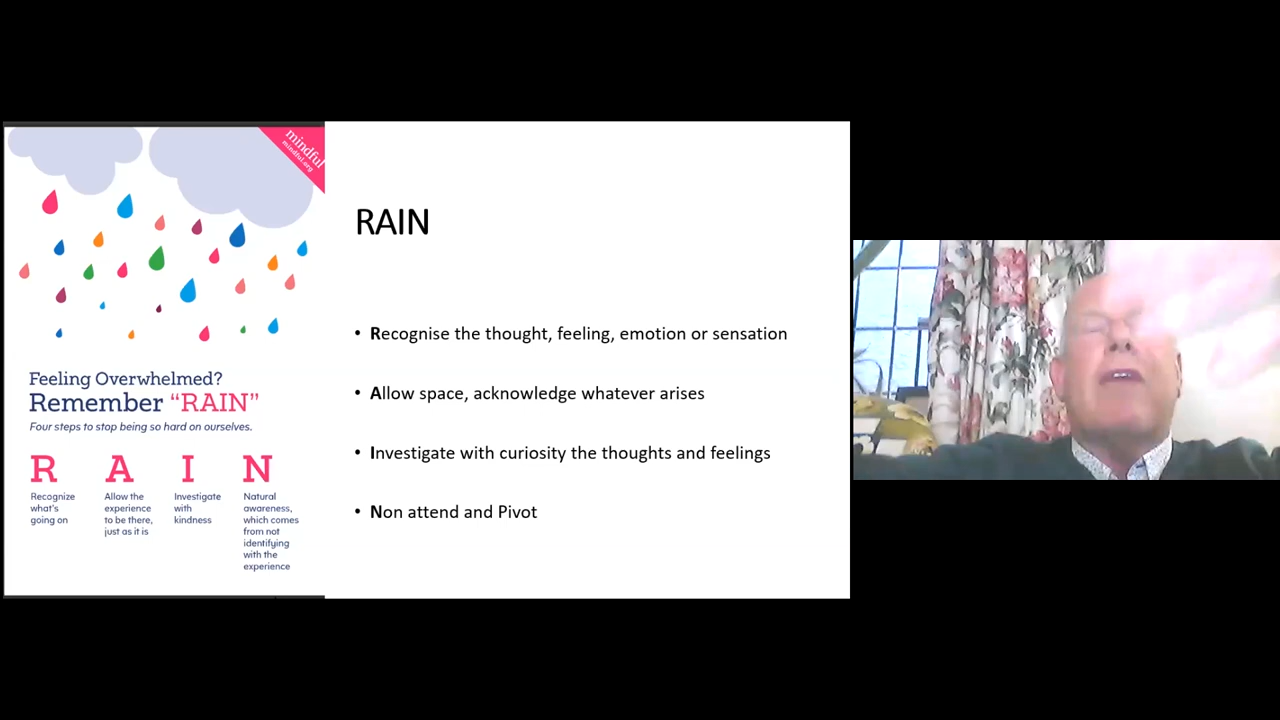 mindful
mindful.org
Feeling Overwhelmed?
Remember “RAIN”
Four steps to stop being so hard on ourselves.
R A I N
Recognize
what's
going on
Allow the
experience
to be there,
just as it is
Investigate
with
kindness
Natural
awareness,
which comes
from not
identifying
with the
experience
RAIN
• Recognise the thought, feeling, emotion or sensation
• Allow space, acknowledge whatever arises
• Investigate with curiosity the thoughts and feelings
• Non attend and Pivot